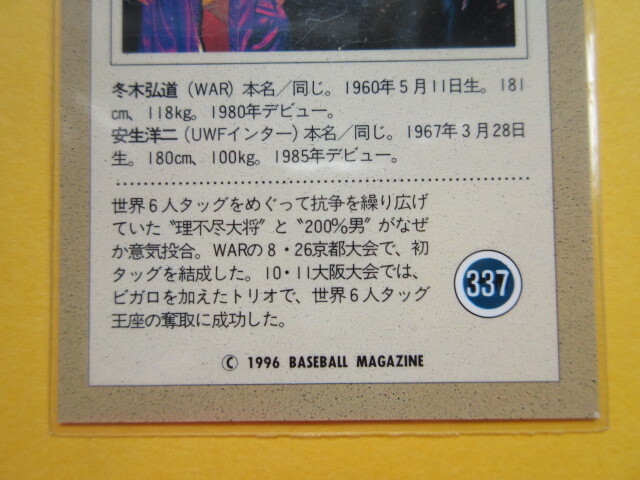 冬木弘道(WAR)本名/同じ。1960年5月11日生。181
cm、118kg。1980年デビュー。
安生洋二(UWFインター)本名/同じ。1967年3月28日
生。180cm、100kg。1985年デビュー。
世界6人タッグをめぐって抗争を繰り広げ
ていた〝理不尽大将〟と〝200%男〟がなぜ
か意気投合。WARの8・26京都大会で、初
タッグを結成した。10・11大阪大会では、
ビガロを加えたトリオで、世界6人タッグ
王座の奪取に成功した。
337
© 1996 BASEBALL MAGAZINE